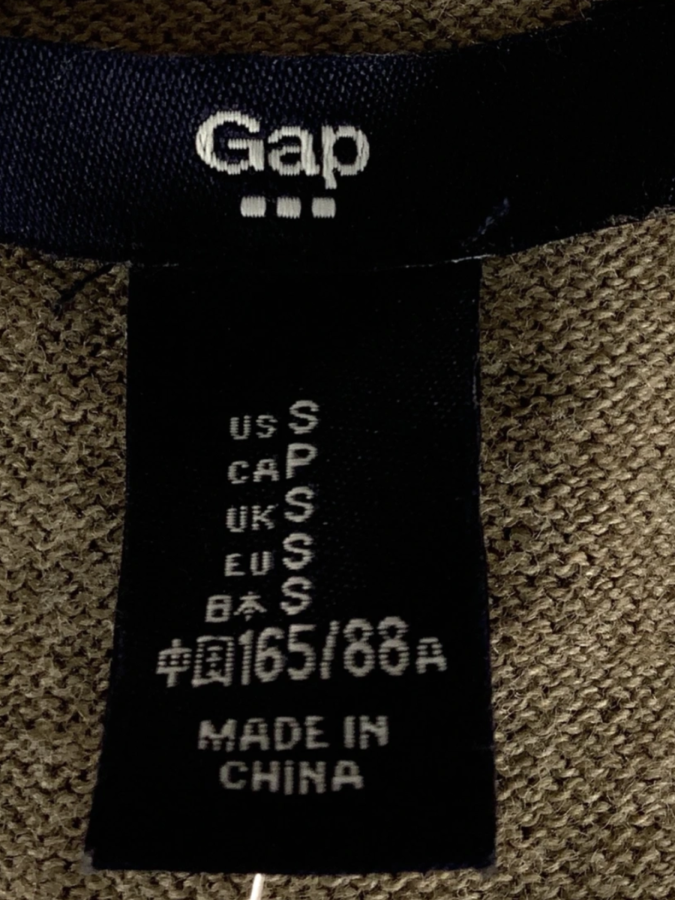 Gap
US S
CA P
UK S
EU S
日本 S
中国165/88A
MADE IN
CHINA